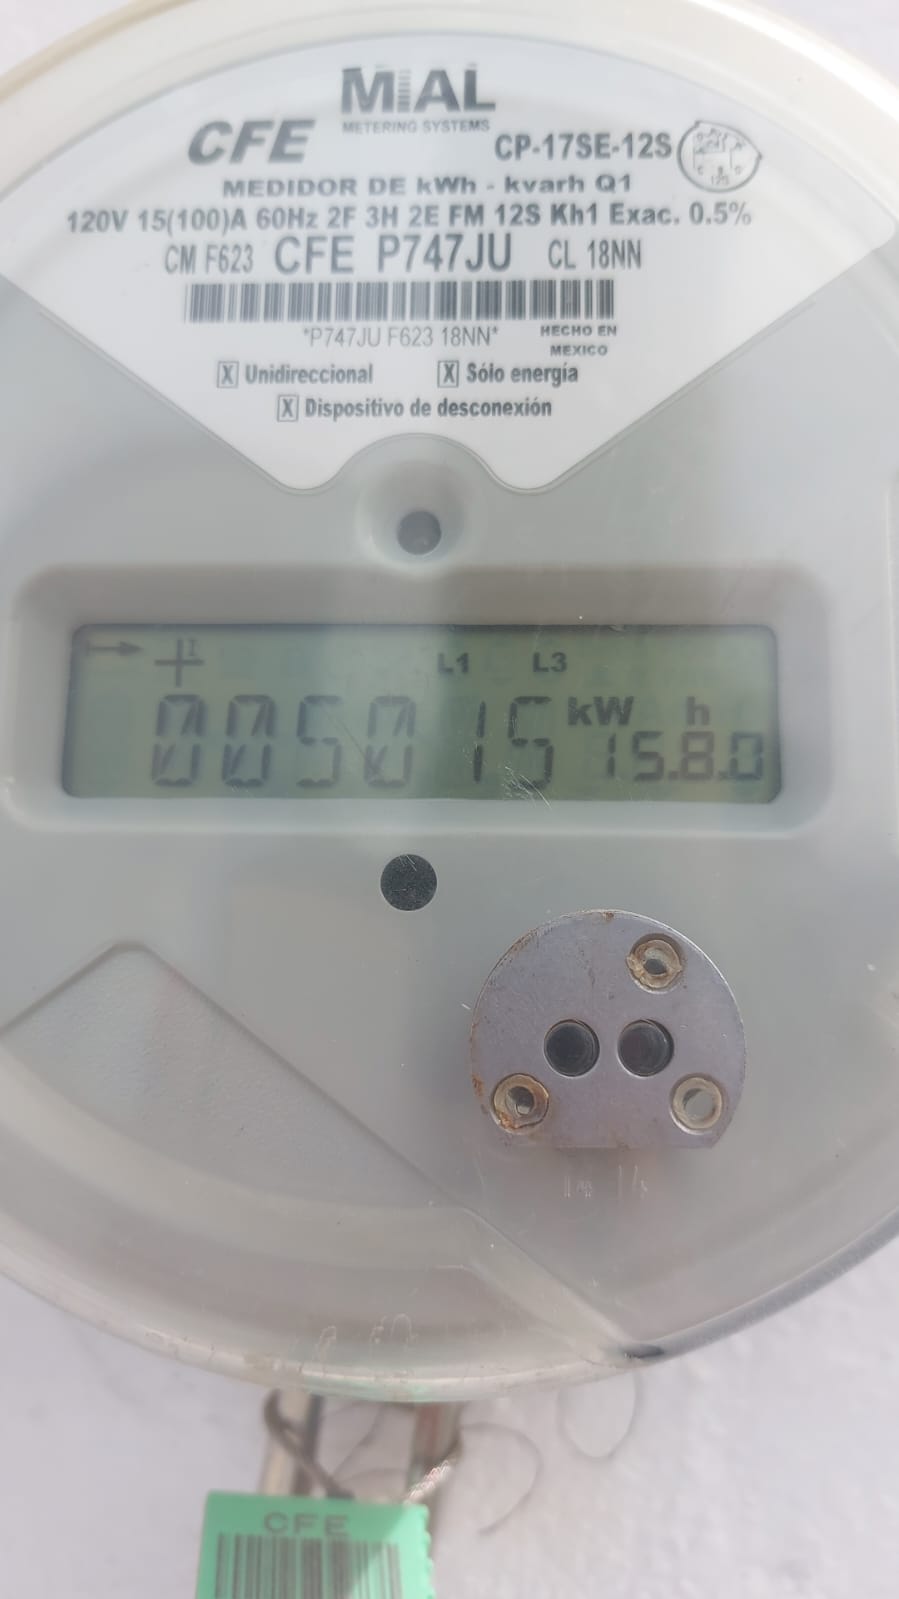 MIAL
METERING SYSTEMS
CFE
CP-17SE-12S
12S
MEDIDOR DE kWh - kvarh Q1
120V 15(100)A 60Hz 2F 3H 2E FM 12S Kh1 Exac. 0.5%
CM F623 CFE P747JU CL 18NN
*P747JU F623 18NN*
HECHO EN
MEXICO
X Unidireccional X Sólo energía
X Dispositivo de desconexión
I L1 L3
005015 kW h 15.8.0
CFE